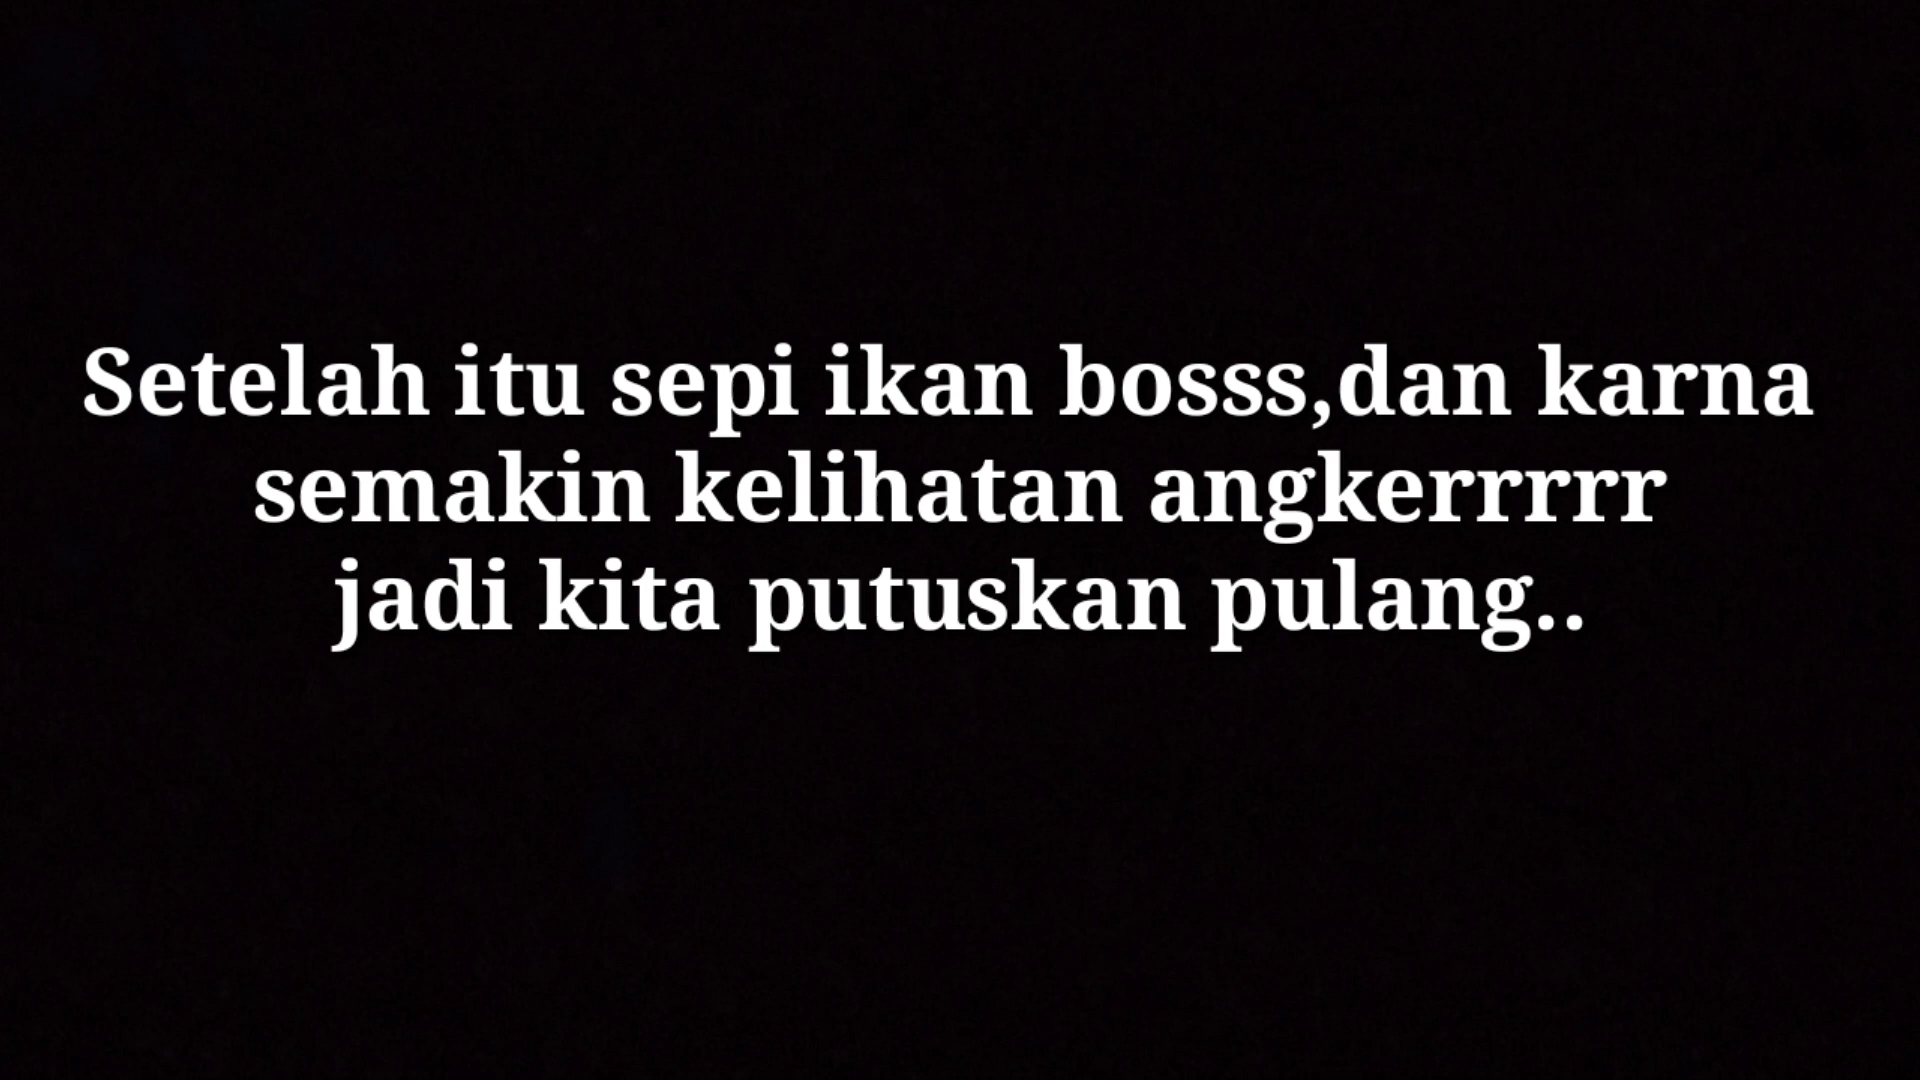 Setelah itu sepi ikan bosss,dan karna
semakin kelihatan angkerrrrr
jadi kita putuskan pulang..